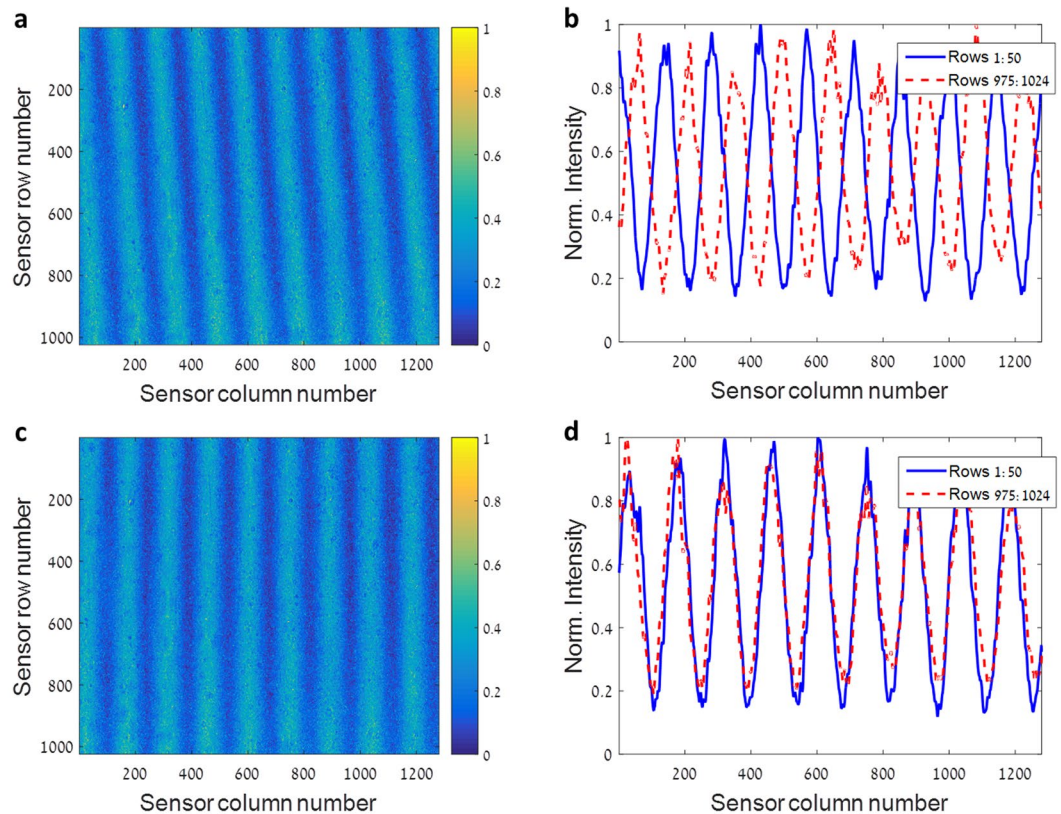 a
Sensor row number
200
400
600
800
1000
200 400 600 800 1000 1200
Sensor column number
1
0.8
0.6
0.4
0.2
0
b
Norm. Intensity
1
0.8
0.6
0.4
0.2
0
Rows 1:50
Rows 975:1024
200 400 600 800 1000 1200
Sensor column number
c
Sensor row number
200
400
600
800
1000
200 400 600 800 1000 1200
Sensor column number
1
0.8
0.6
0.4
0.2
0
d
Norm. Intensity
1
0.8
0.6
0.4
0.2
0
Rows 1:50
Rows 975:1024
200 400 600 800 1000 1200
Sensor column number